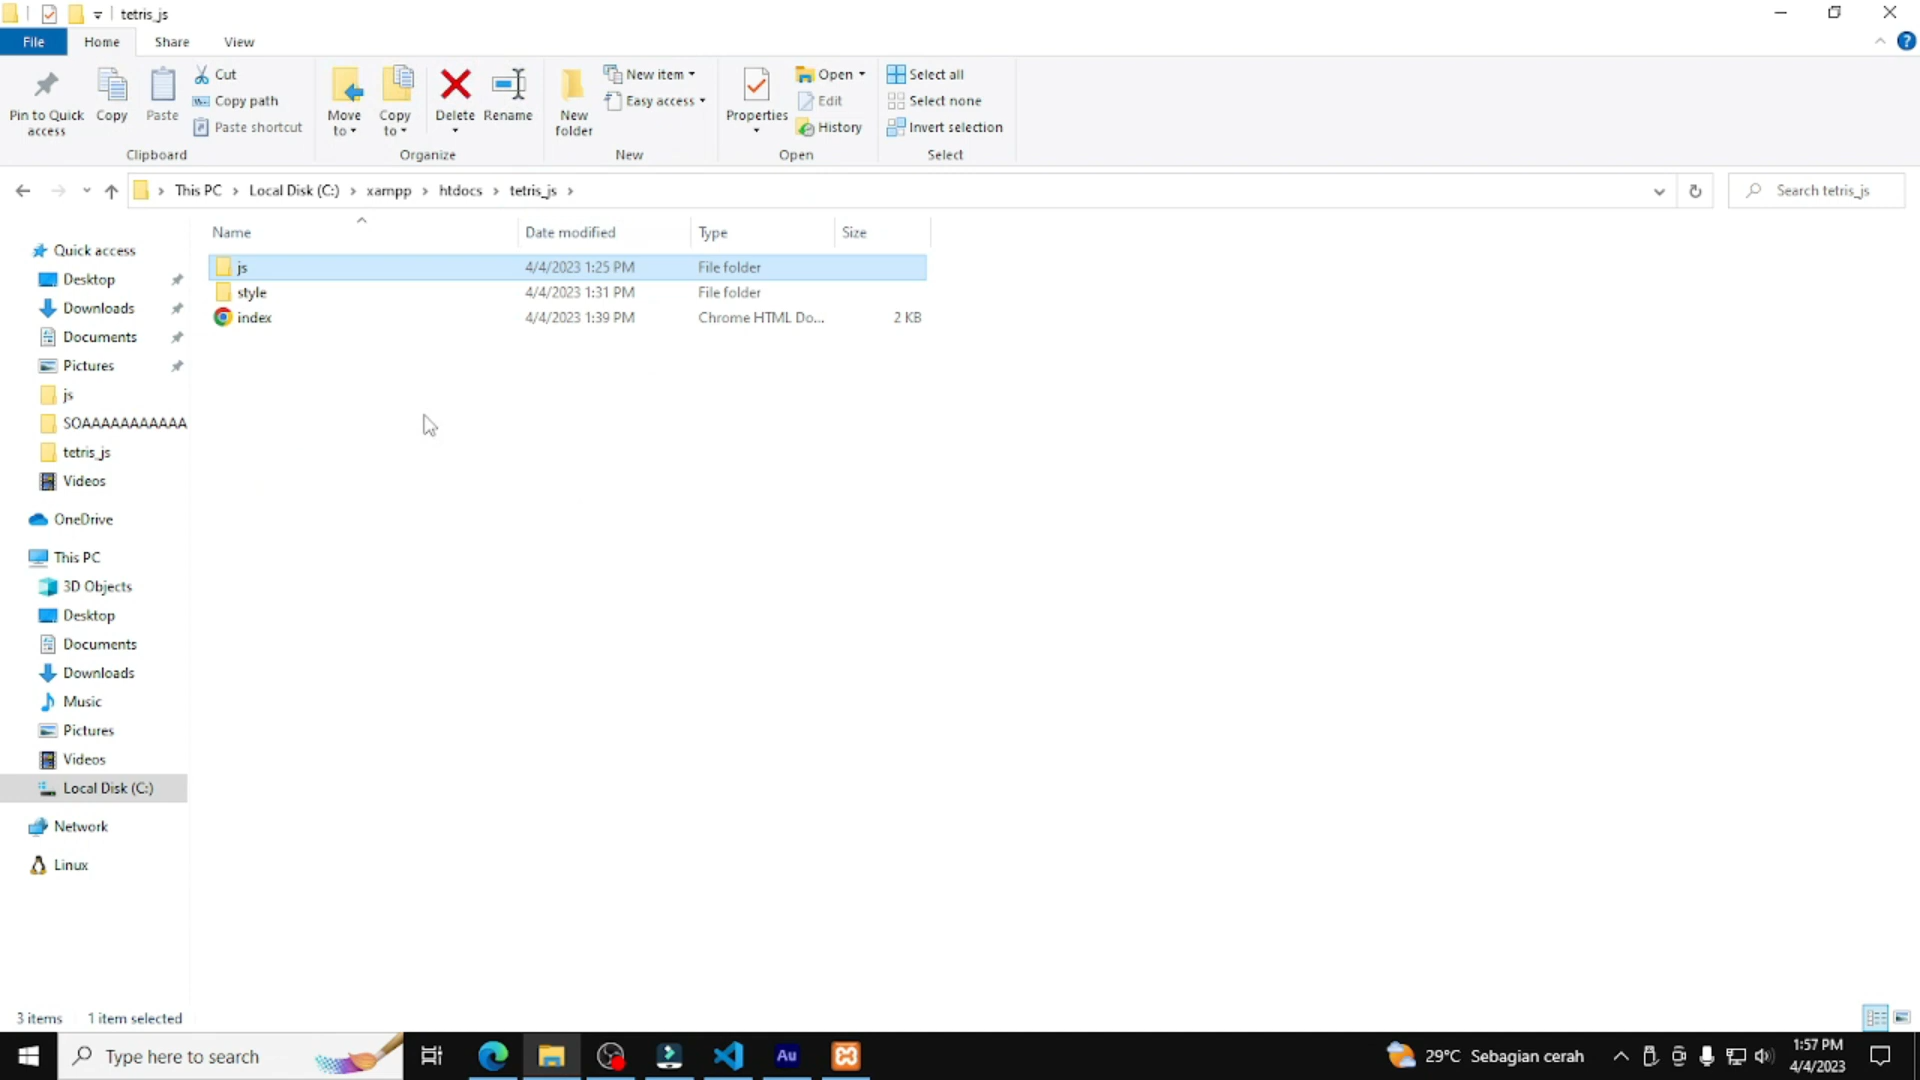 tetris_js
File Home Share View
Pin to Quick access
Copy
Paste
Cut
Copy path
Paste shortcut
Clipboard
Move to
Copy to
Delete
Rename
Organize
New folder
New item
Easy access
New
Properties
Open
Edit
History
Open
Select all
Select none
Invert selection
Select
This PC > Local Disk (C:) > xampp > htdocs > tetris_js >
Search tetris_js
Name Date modified Type Size
js 4/4/2023 1:25 PM File folder
style 4/4/2023 1:31 PM File folder
index 4/4/2023 1:39 PM Chrome HTML Do... 2 KB
Quick access
Desktop
Downloads
Documents
Pictures
js
SOAAAAAAAAAAA
tetris_js
Videos
OneDrive
This PC
3D Objects
Desktop
Documents
Downloads
Music
Pictures
Videos
Local Disk (C:)
Network
Linux
3 items 1 item selected
Type here to search
Au
29°C Sebagian cerah
1:57 PM
4/4/2023